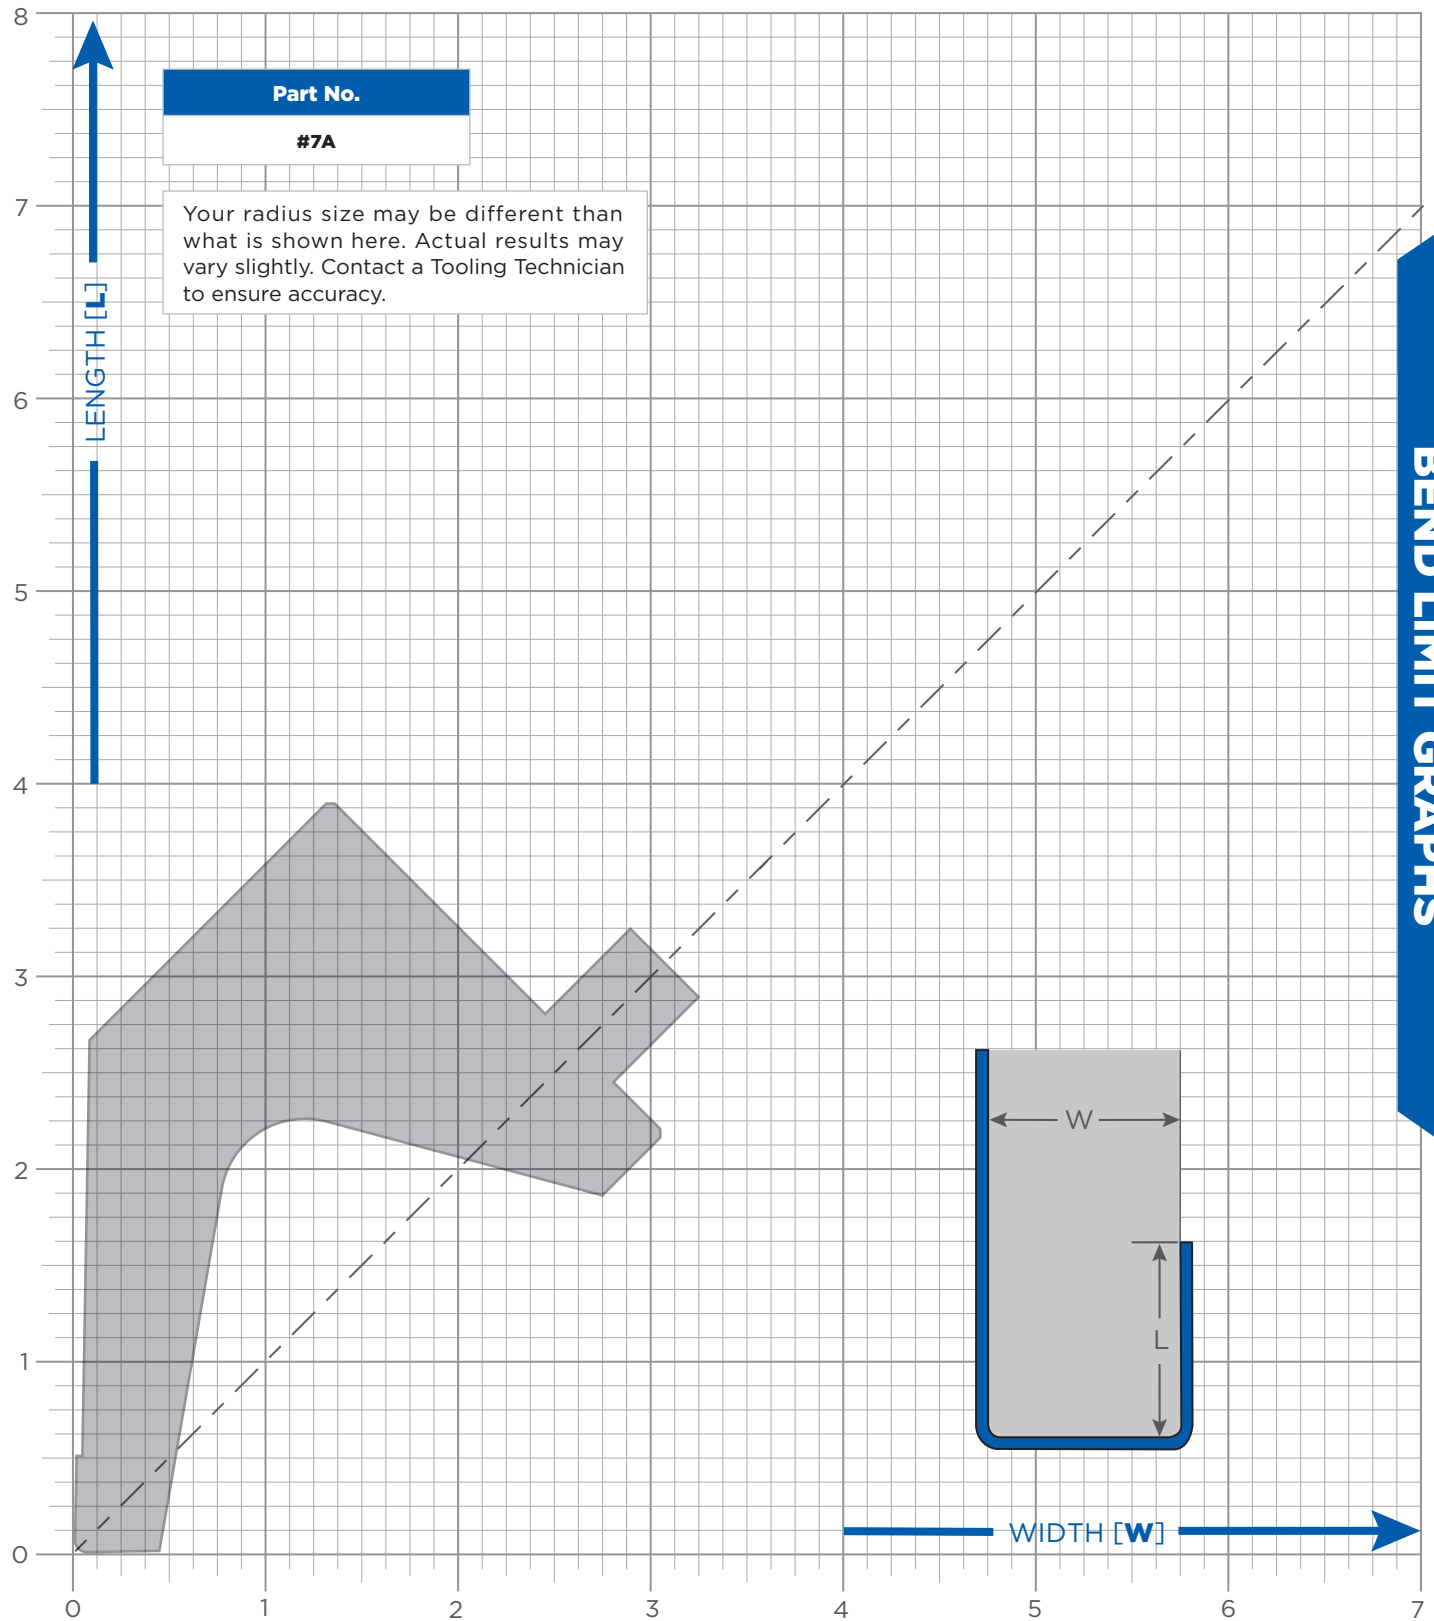 8
Part No.
#7A
7
Your radius size may be different than
what is shown here. Actual results may
vary slightly. Contact a Tooling Technician
to ensure accuracy.
LENGTH [L]
6
BEND LIMIT GRAPHS
5
4
3
W
2
L
1
WIDTH [W]
0
0 1 2 3 4 5 6 7